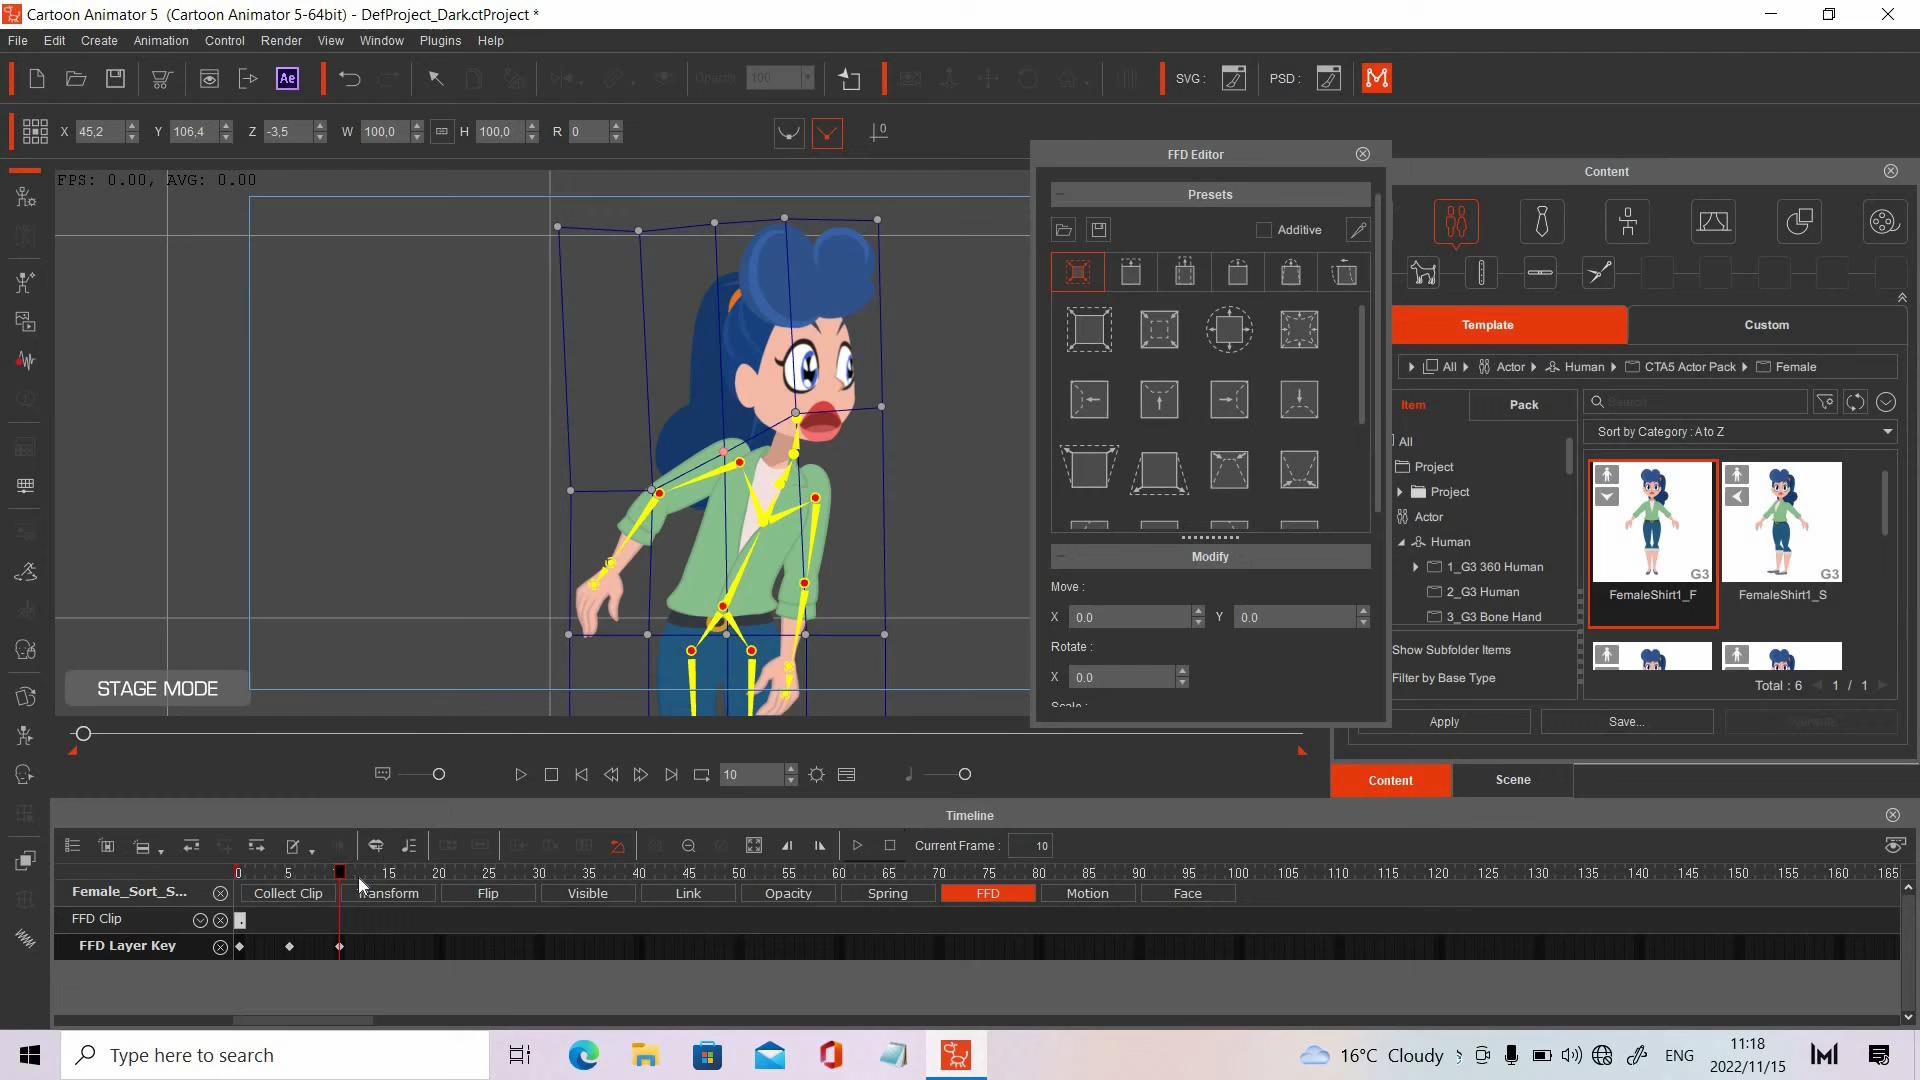 Cartoon Animator 5  (Cartoon Animator 5-64bit) - DefProject_Dark.ctProject *
File Edit Create Animation Control Render View Window Plugins Help
Ae Opacity 100 SVG : PSD :
X 45,2 Y 106,4 Z -3,5 W 100,0 H 100,0 R 0
FFD Editor
Content
FPS: 0.00, AVG: 0.00
Presets
Additive
Template Custom
All Actor Human CTA5 Actor Pack Female
Item Pack Search
All
Sort by Category : A to Z
Project
Project
Actor
Human
1_G3 360 Human
2_G3 Human
3_G3 Bone Hand
G3 G3
FemaleShirt1_F FemaleShirt1_S
Modify
Move :
X 0.0 Y 0.0
Rotate :
X 0.0
Scale :
Show Subfolder Items
Filter by Base Type
Total : 6 1 / 1
Apply Save... Overwrite
STAGE MODE
10
Content Scene
Timeline
Current Frame : 10
0 5 15 20 25 30 35 40 45 50 55 60 65 70 75 80 85 90 95 100 105 110 115 120 125 130 135 140 145 150 155 160 165
Female_Sort_S... Collect Clip Transform Flip Visible Link Opacity Spring FFD Motion Face
FFD Clip
FFD Layer Key
Type here to search
16°C Cloudy ENG 11:18
2022/11/15